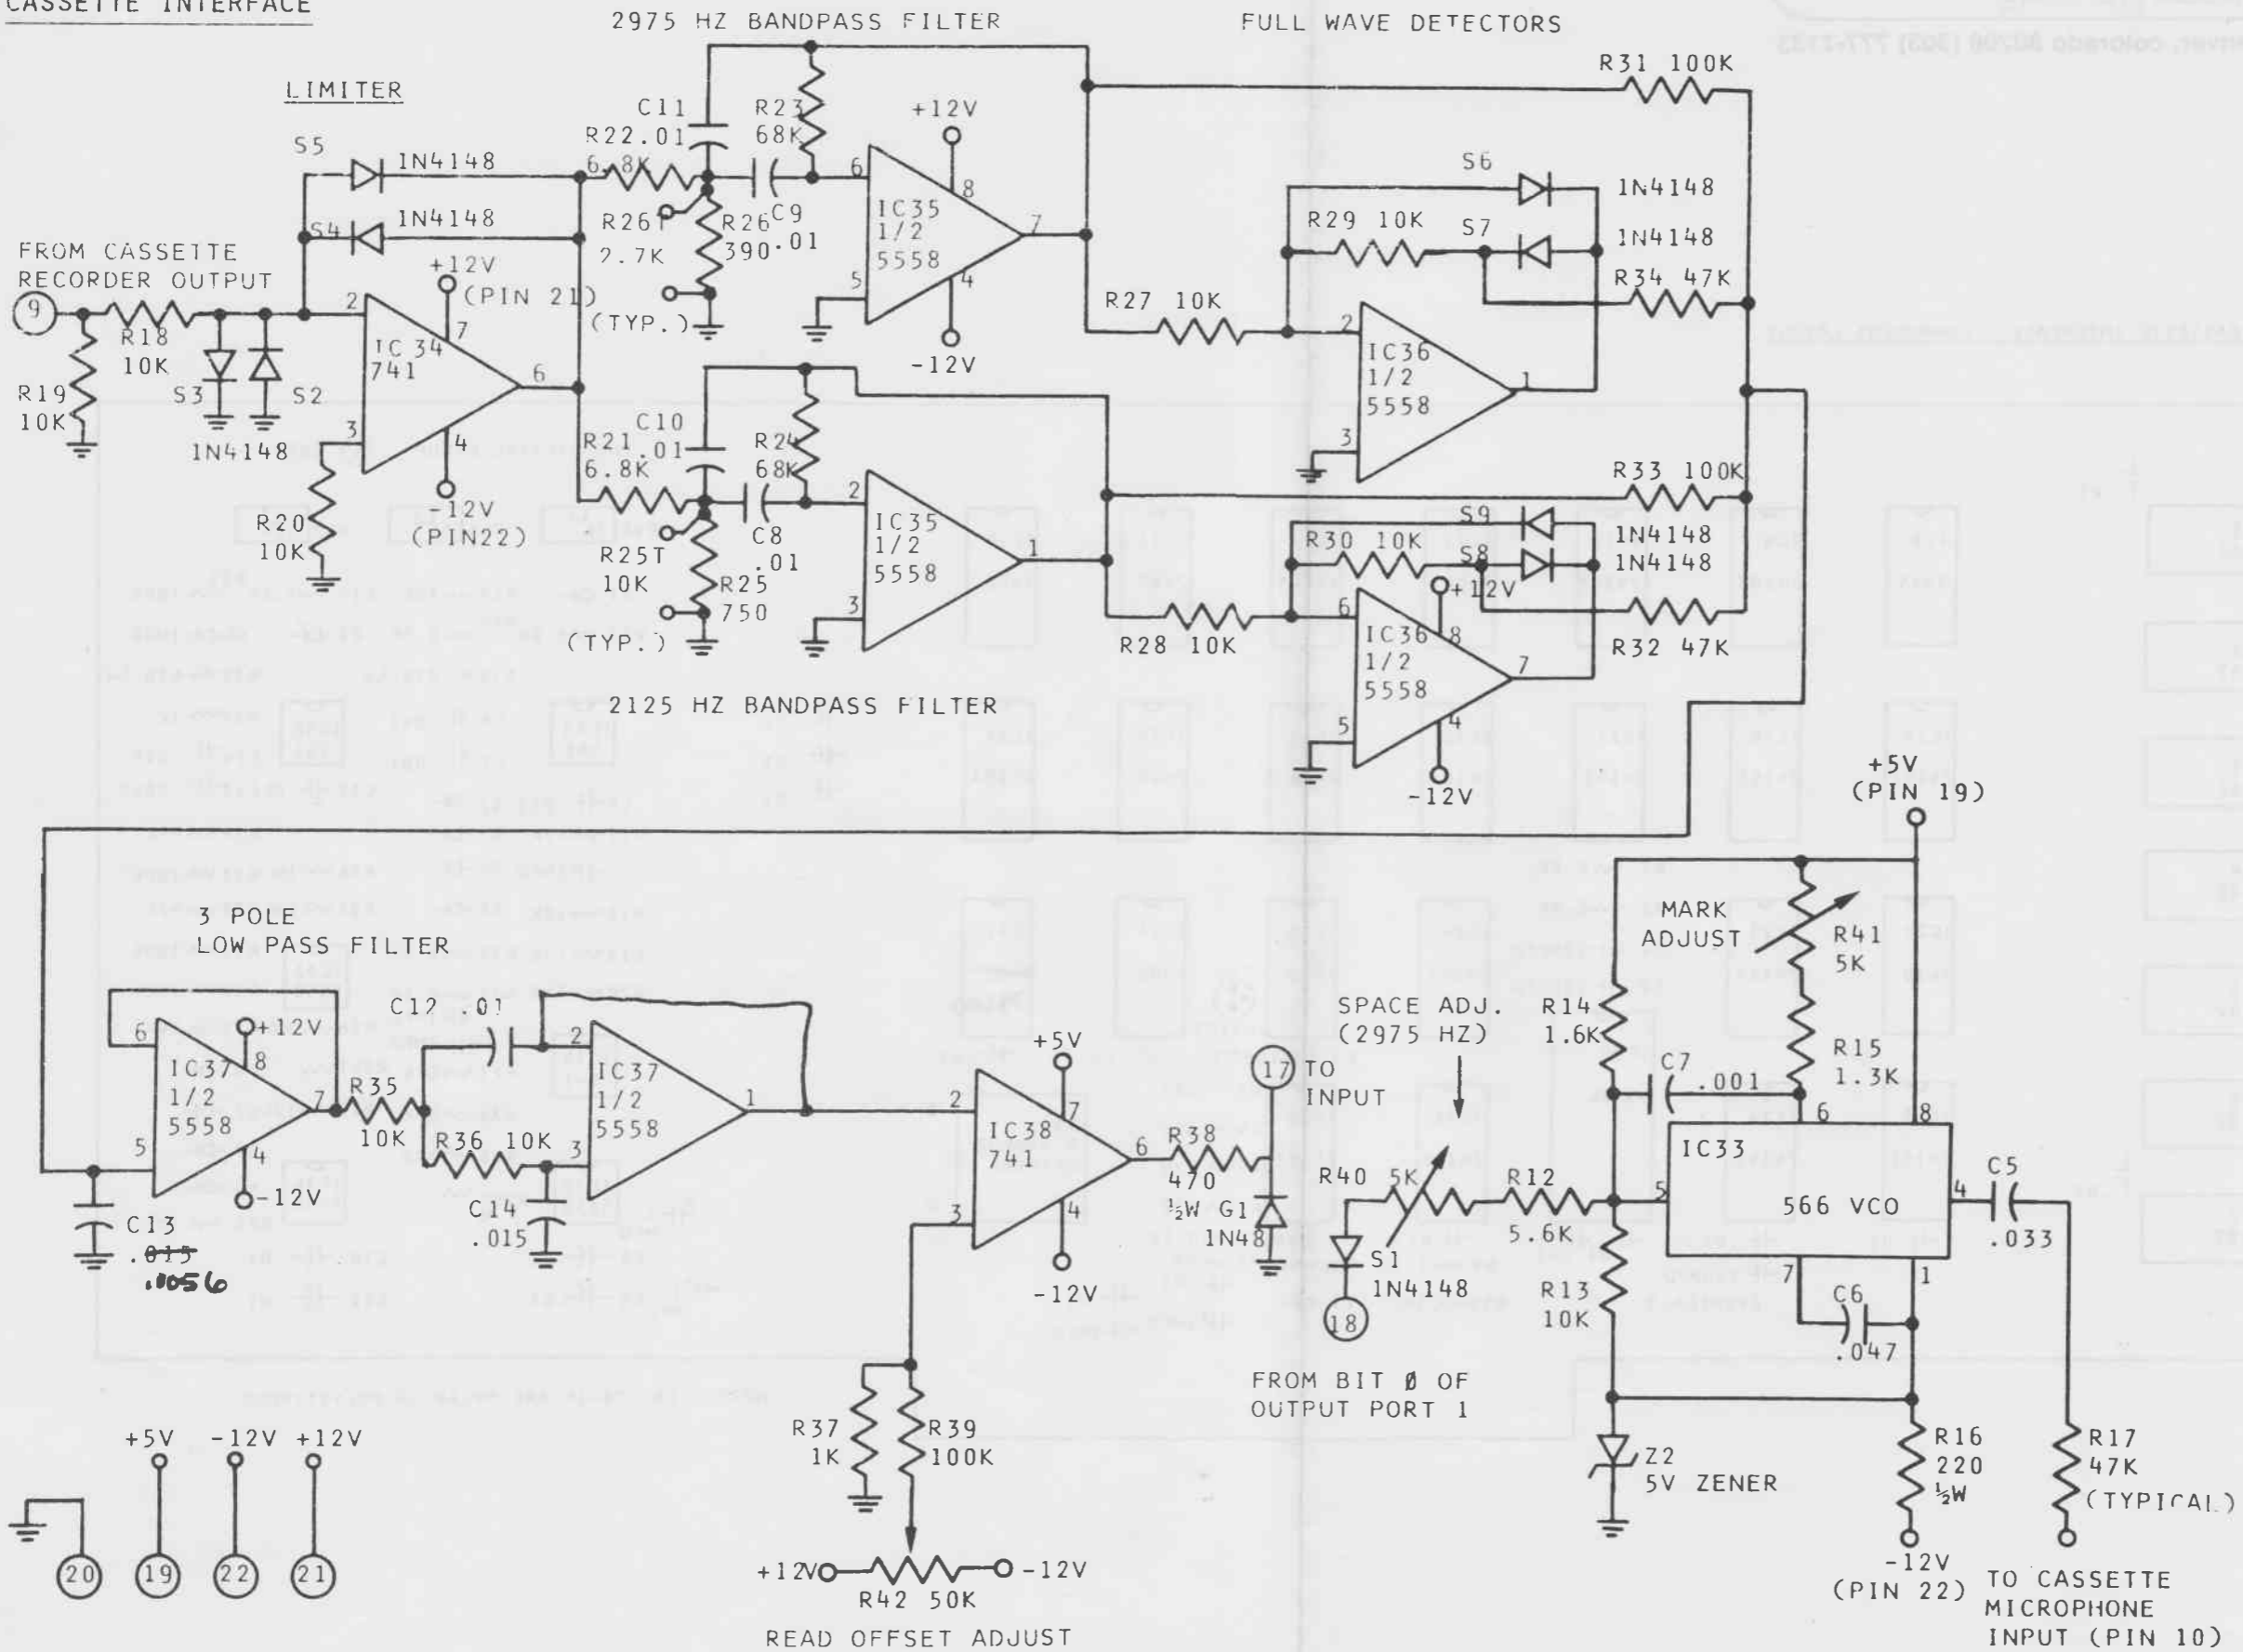 CASSETTE INTERFACE
2975 HZ BANDPASS FILTER
FULL WAVE DETECTORS
LIMITER
R31 100K
C11
.01
R22
6.8K
R23
68K
+12V
S5
1N4148
S4
1N4148
R26T
2.7K
R26
390
C9
.01
IC35
1/2
5558
6
5
8
4
7
-12V
(TYP.)
S6
1N4148
R29 10K
S7
1N4148
R34 47K
FROM CASSETTE
RECORDER OUTPUT
9
R18
10K
R19
10K
S3
S2
1N4148
+12V
(PIN 21)
2
7
IC 34
741
6
3
4
R20
10K
-12V
(PIN22)
R27 10K
2
IC36
1/2
5558
1
3
C10
.01
R21
6.8K
R24
68K
R25T
10K
R25
750
C8
.01
2
IC35
1/2
5558
1
3
(TYP.)
R33 100K
S9
1N4148
R30 10K
S8
1N4148
+12V
R28 10K
6
IC36
1/2
5558
8
7
5
4
-12V
R32 47K
2125 HZ BANDPASS FILTER
+5V
(PIN 19)
3 POLE
LOW PASS FILTER
MARK
ADJUST
R41
5K
6
+12V
8
IC37
1/2
5558
7
5
4
-12V
C13
.015
.0056
R35
10K
C12 .01
R36 10K
C14
.015
2
IC37
1/2
5558
1
3
+5V
2
7
IC38
741
6
3
4
-12V
R38
470
½W
G1
1N48
17
TO
INPUT
SPACE ADJ.
(2975 HZ)
R14
1.6K
C7
.001
R15
1.3K
6
8
IC33
566 VCO
5
4
7
1
R40 5K
R12
5.6K
S1
1N4148
18
R13
10K
C6
.047
C5
.033
FROM BIT Ø OF
OUTPUT PORT 1
R37
1K
R39
100K
Z2
5V ZENER
R16
220
½W
R17
47K
(TYPICAL)
+5V
-12V
+12V
20
19
22
21
+12V
-12V
R42 50K
READ OFFSET ADJUST
-12V
(PIN 22)
TO CASSETTE
MICROPHONE
INPUT (PIN 10)